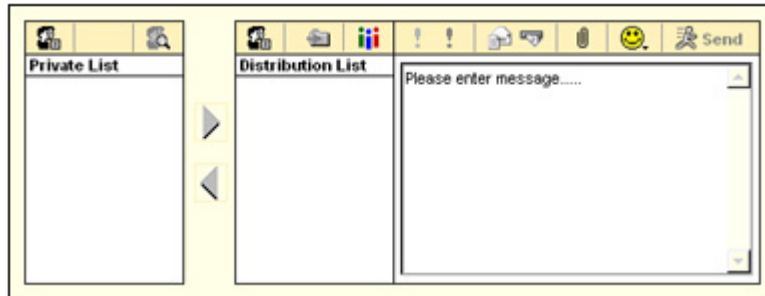 Send
Private List
Distribution List
Please enter message.....